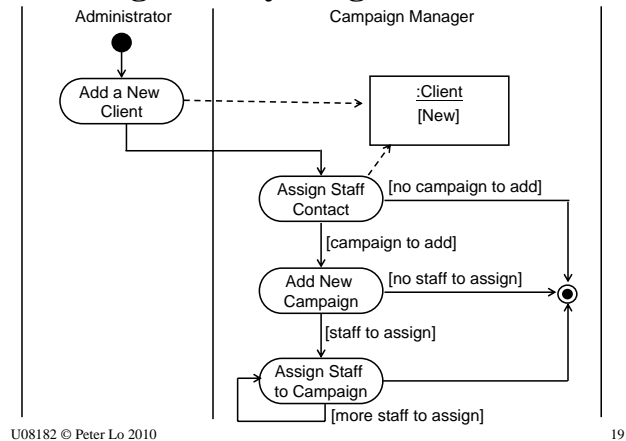 Administrator
Campaign Manager
Add a New
Client
:Client
[New]
Assign Staff
Contact
[no campaign to add]
[campaign to add]
Add New
Campaign
[no staff to assign]
[staff to assign]
Assign Staff
to Campaign
[more staff to assign]
U08182 © Peter Lo 2010
19